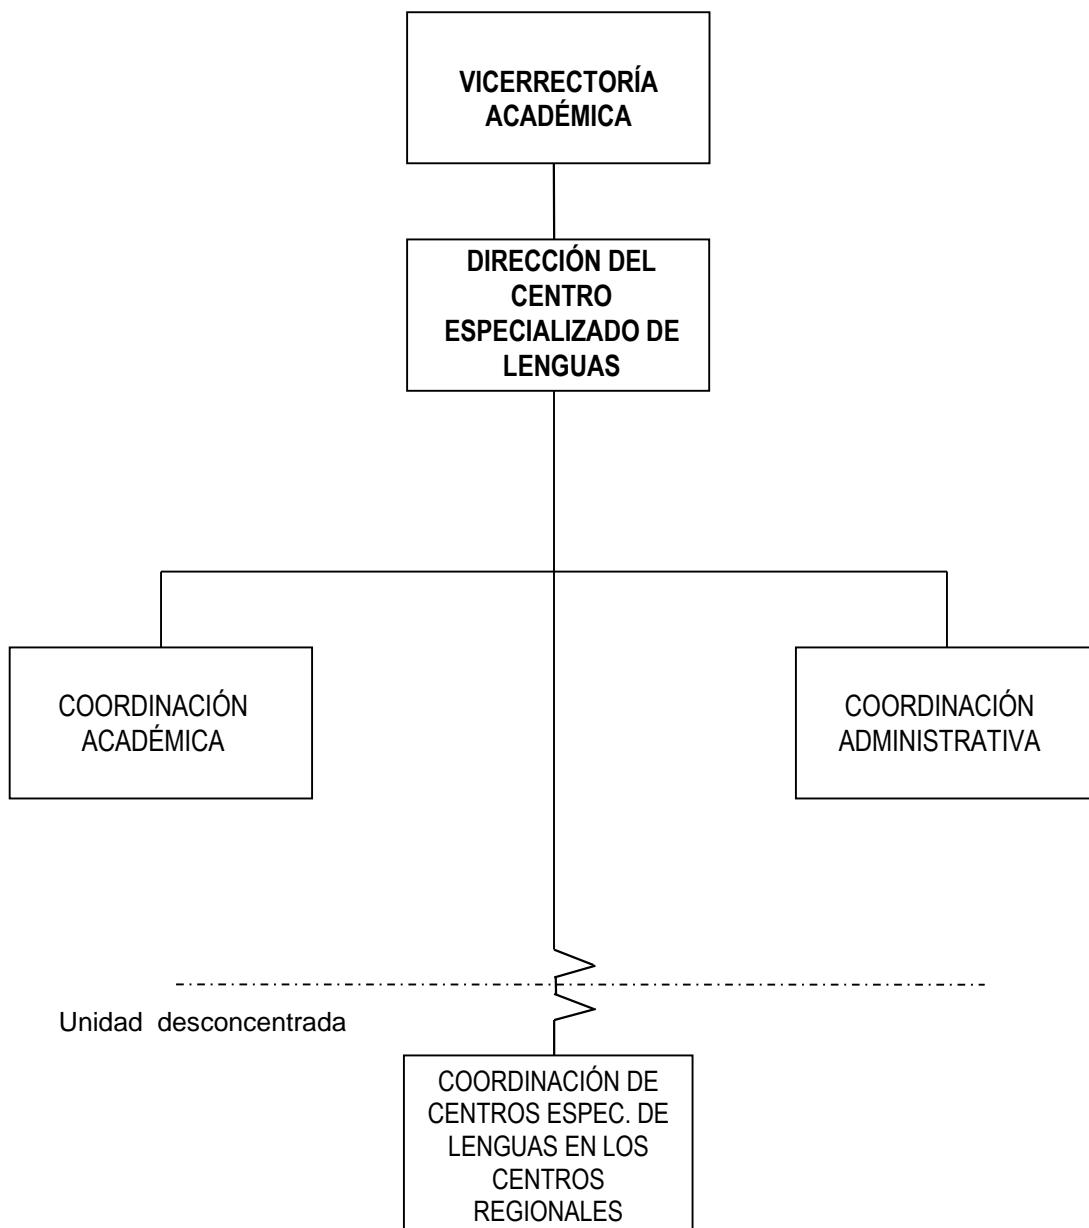 VICERRECTORÍA
ACADÉMICA
DIRECCIÓN DEL
CENTRO
ESPECIALIZADO DE
LENGUAS
COORDINACIÓN
ACADÉMICA
COORDINACIÓN
ADMINISTRATIVA
Unidad desconcentrada
COORDINACIÓN DE
CENTROS ESPEC. DE
LENGUAS EN LOS
CENTROS
REGIONALES